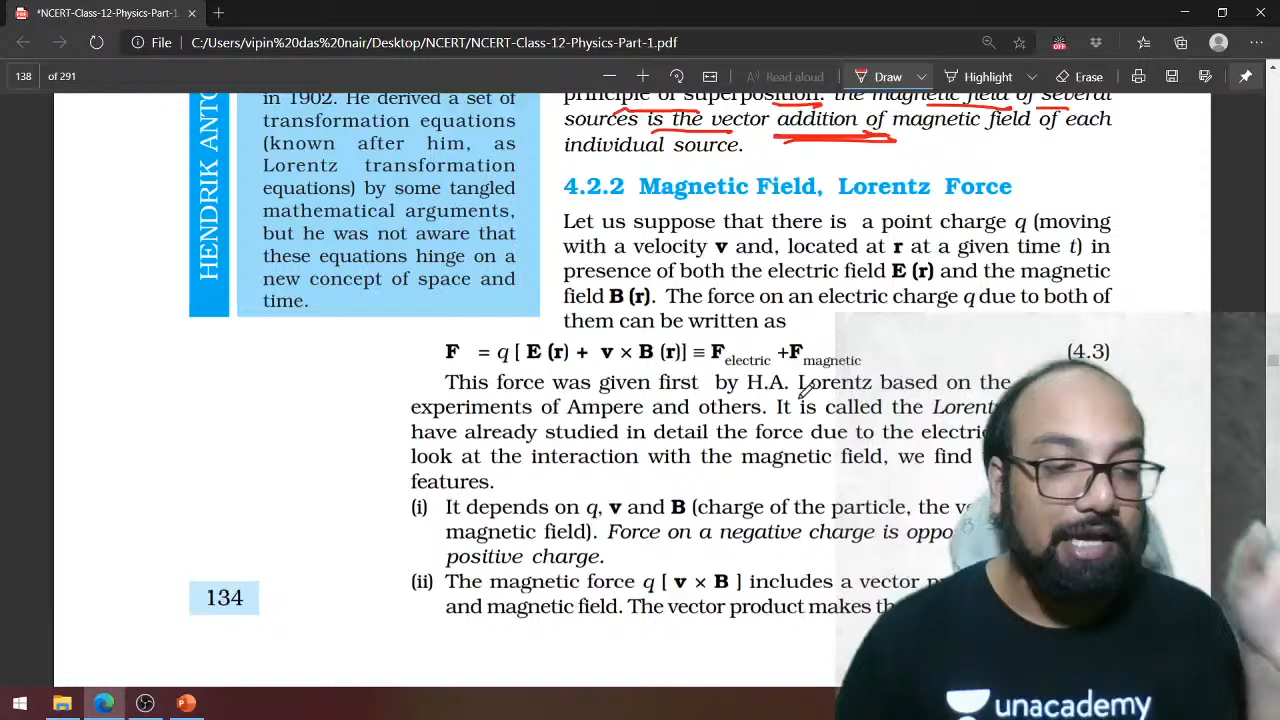 *NCERT-Class-12-Physics-Part-1.
File
C:/Users/vipin%20das%20nair/Desktop/NCERT/NCERT-Class-12-Physics-Part-1.pdf
OFF
138 of 291
Read aloud
Draw
Highlight
Erase
HENDRIK ANTO
in 1902. He derived a set of
transformation equations
(known after him, as
Lorentz transformation
equations) by some tangled
mathematical arguments,
but he was not aware that
these equations hinge on a
new concept of space and
time.
principle of superposition: the magnetic field of several
sources is the vector addition of magnetic field of each
individual source.
4.2.2 Magnetic Field, Lorentz Force
Let us suppose that there is a point charge q (moving
with a velocity v and, located at r at a given time t) in
presence of both the electric field E (r) and the magnetic
field B (r). The force on an electric charge q due to both of
them can be written as
F = q [ E (r) + v × B (r)] ≡ Felectric +Fmagnetic (4.3)
This force was given first by H.A. Lorentz based on the
experiments of Ampere and others. It is called the Lorentz
have already studied in detail the force due to the electric
look at the interaction with the magnetic field, we find
features.
(i) It depends on q, v and B (charge of the particle, the ve
magnetic field). Force on a negative charge is oppo
positive charge.
(ii) The magnetic force q [ v × B ] includes a vector p
and magnetic field. The vector product makes th
134
unacademy